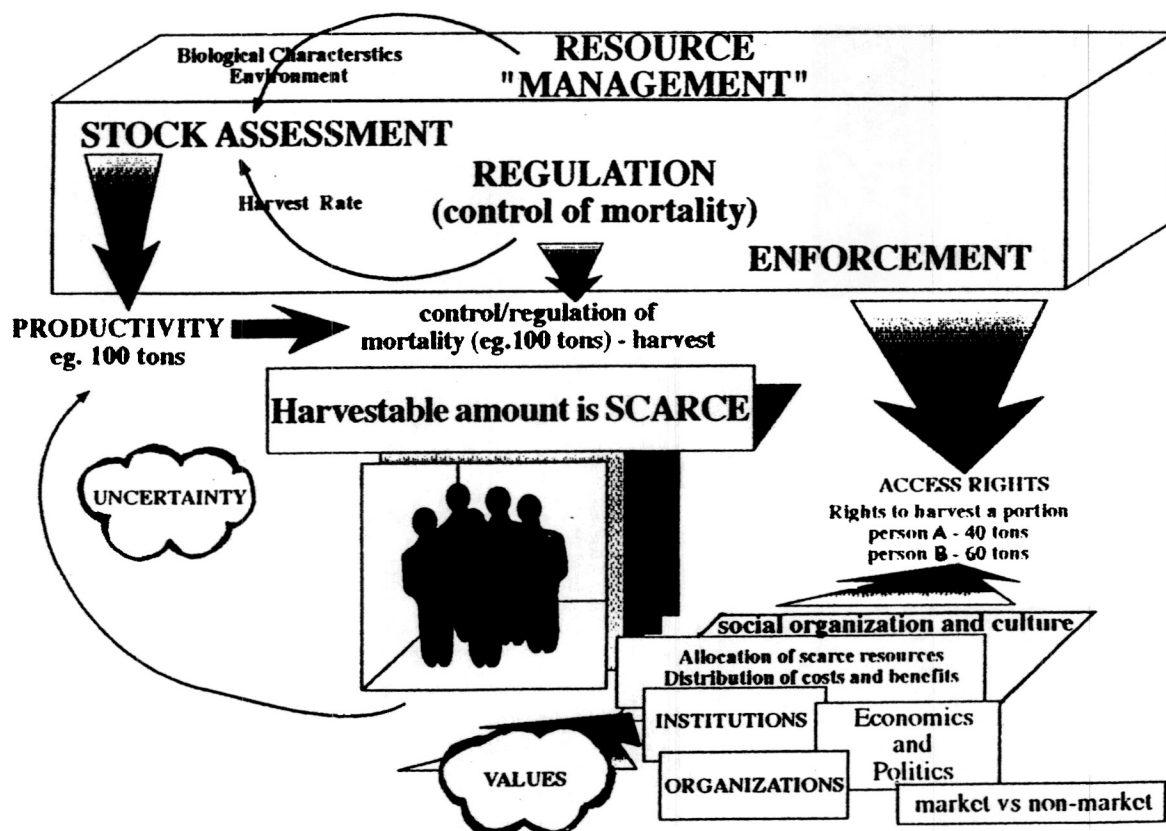 RESOURCE
"MANAGEMENT"
Biological Characterstics
Environment
STOCK ASSESSMENT
Harvest Rate
REGULATION
(control of mortality)
ENFORCEMENT
PRODUCTIVITY
eg. 100 tons
control/regulation of
mortality (eg.100 tons) - harvest
Harvestable amount is SCARCE
UNCERTAINTY
ACCESS RIGHTS
Rights to harvest a portion
person A - 40 tons
person B - 60 tons
social organization and culture
Allocation of scarce resources
Distribution of costs and benefits
INSTITUTIONS
Economics
and
Politics
VALUES
ORGANIZATIONS
market vs non-market